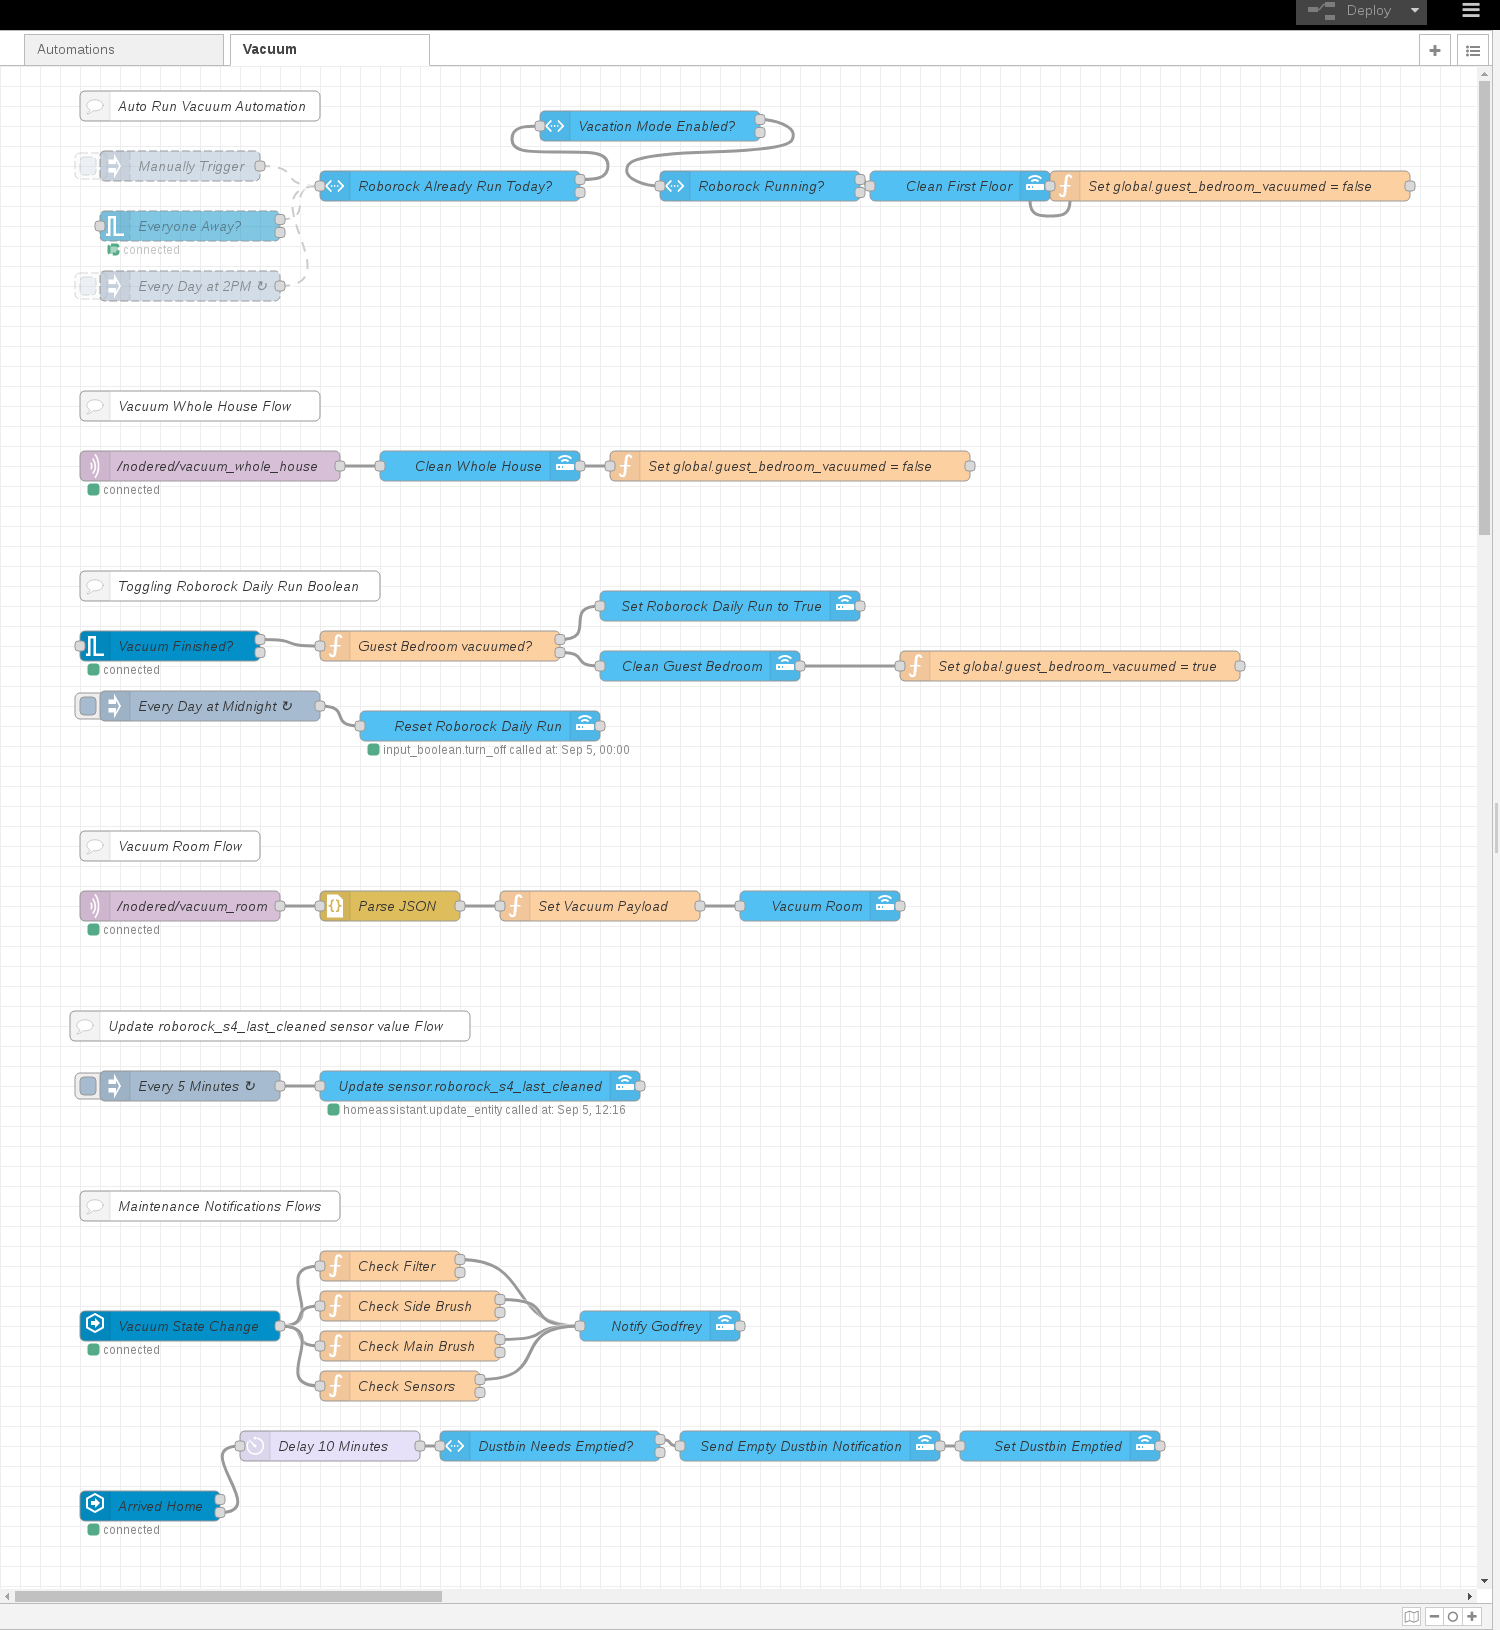 Deploy
Automations
Vacuum
Auto Run Vacuum Automation
Vacation Mode Enabled?
Manually Trigger
Roborock Already Run Today?
Roborock Running?
Clean First Floor
Set global.guest_bedroom_vacuumed = false
Everyone Away?
connected
Every Day at 2PM ↻
Vacuum Whole House Flow
/nodered/vacuum_whole_house
Clean Whole House
Set global.guest_bedroom_vacuumed = false
connected
Toggling Roborock Daily Run Boolean
Set Roborock Daily Run to True
Vacuum Finished?
Guest Bedroom vacuumed?
Clean Guest Bedroom
Set global.guest_bedroom_vacuumed = true
connected
Every Day at Midnight ↻
Reset Roborock Daily Run
input_boolean.turn_off called at: Sep 5, 00:00
Vacuum Room Flow
/nodered/vacuum_room
Parse JSON
Set Vacuum Payload
Vacuum Room
connected
Update roborock_s4_last_cleaned sensor value Flow
Every 5 Minutes ↻
Update sensor.roborock_s4_last_cleaned
homeassistant.update_entity called at: Sep 5, 12:16
Maintenance Notifications Flows
Check Filter
Check Side Brush
Vacuum State Change
Notify Godfrey
Check Main Brush
connected
Check Sensors
Delay 10 Minutes
Dustbin Needs Emptied?
Send Empty Dustbin Notification
Set Dustbin Emptied
Arrived Home
connected